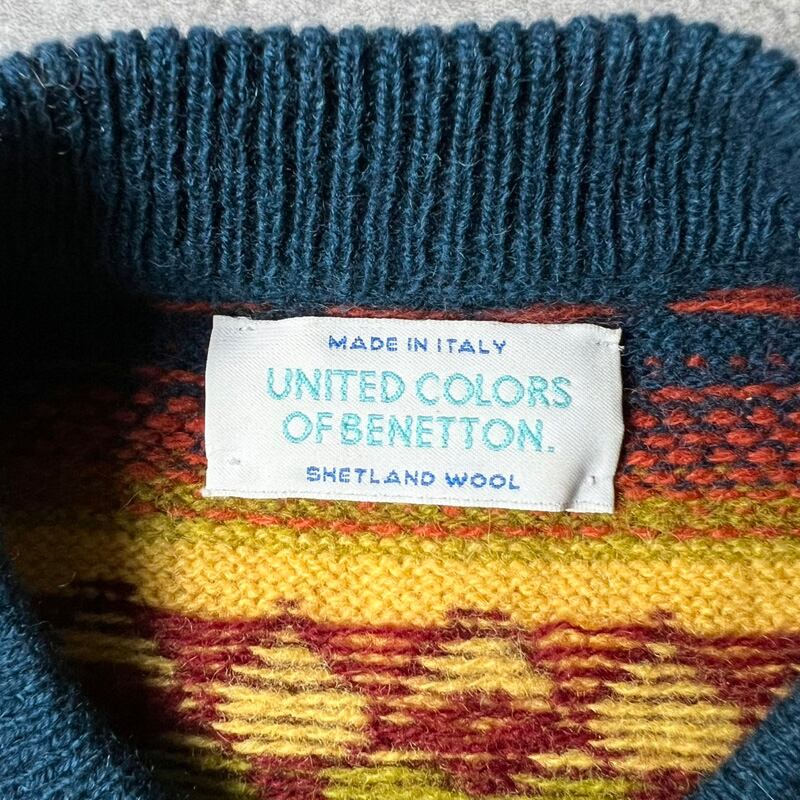 MADE IN ITALY
UNITED COLORS
OF BENETTON.
SHETLAND WOOL